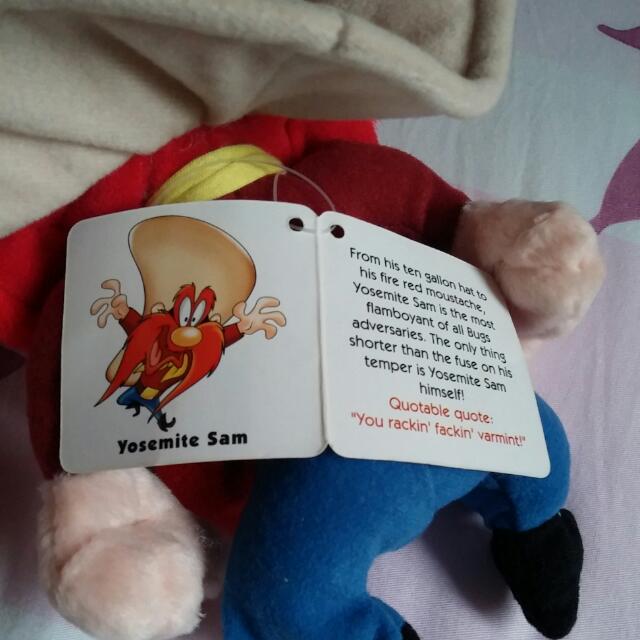 Yosemite Sam
From his ten gallon hat to
his fire red moustache,
Yosemite Sam is the most
flamboyant of all Bugs
adversaries. The only thing
shorter than the fuse on his
temper is Yosemite Sam
himself!
Quotable quote:
"You rackin' fackin' varmint!"